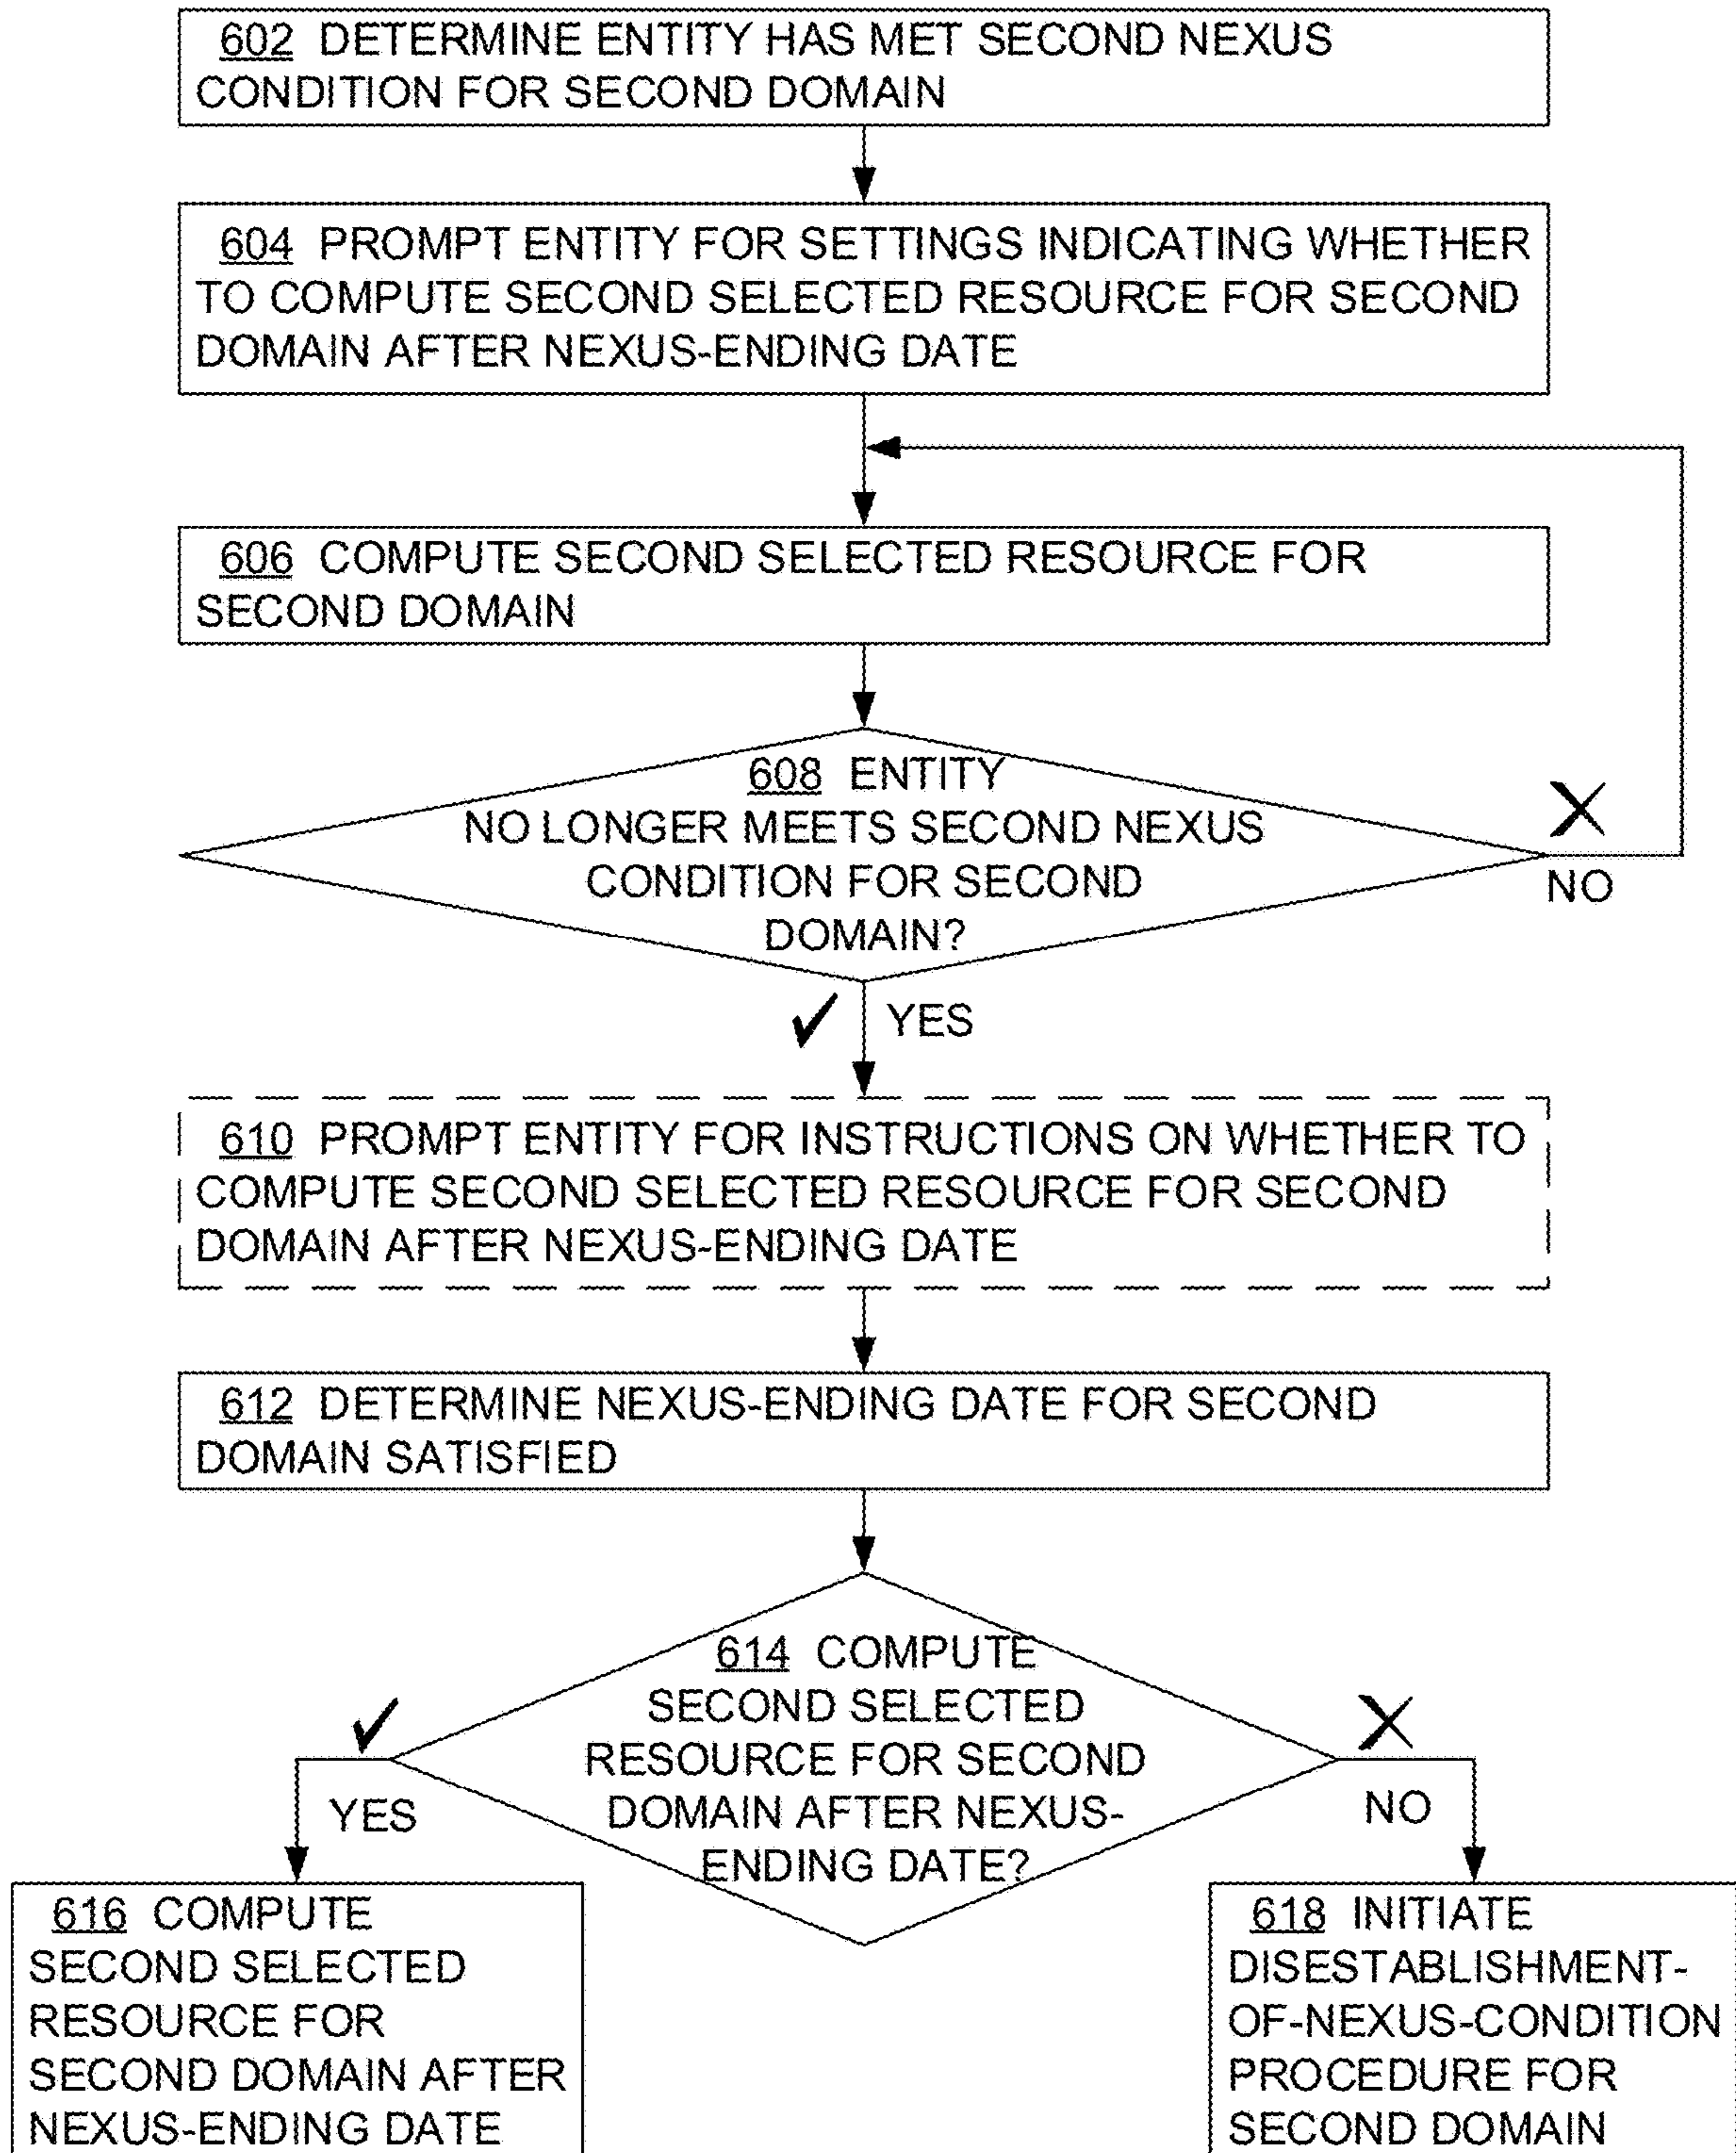 602 DETERMINE ENTITY HAS MET SECOND NEXUS
CONDITION FOR SECOND DOMAIN
604 PROMPT ENTITY FOR SETTINGS INDICATING WHETHER
TO COMPUTE SECOND SELECTED RESOURCE FOR SECOND
DOMAIN AFTER NEXUS-ENDING DATE
606 COMPUTE SECOND SELECTED RESOURCE FOR
SECOND DOMAIN
608 ENTITY
NO LONGER MEETS SECOND NEXUS
CONDITION FOR SECOND
DOMAIN?
NO
YES
610 PROMPT ENTITY FOR INSTRUCTIONS ON WHETHER TO
COMPUTE SECOND SELECTED RESOURCE FOR SECOND
DOMAIN AFTER NEXUS-ENDING DATE
612 DETERMINE NEXUS-ENDING DATE FOR SECOND
DOMAIN SATISFIED
614 COMPUTE
SECOND SELECTED
RESOURCE FOR SECOND
DOMAIN AFTER NEXUS-
ENDING DATE?
YES
NO
616 COMPUTE
SECOND SELECTED
RESOURCE FOR
SECOND DOMAIN AFTER
NEXUS-ENDING DATE
618 INITIATE
DISESTABLISHMENT-
OF-NEXUS-CONDITION
PROCEDURE FOR
SECOND DOMAIN